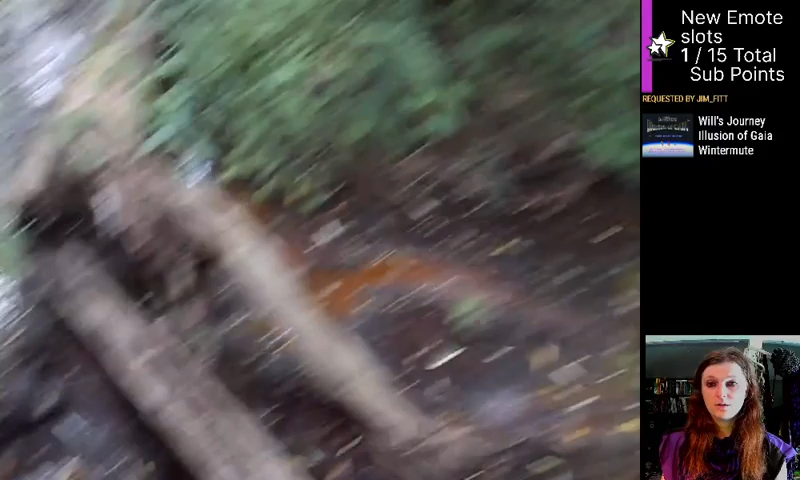 New Emote
slots
1 / 15 Total
Sub Points
REQUESTED BY JIM_FITT
Will's Journey
Illusion of Gaia
Wintermute